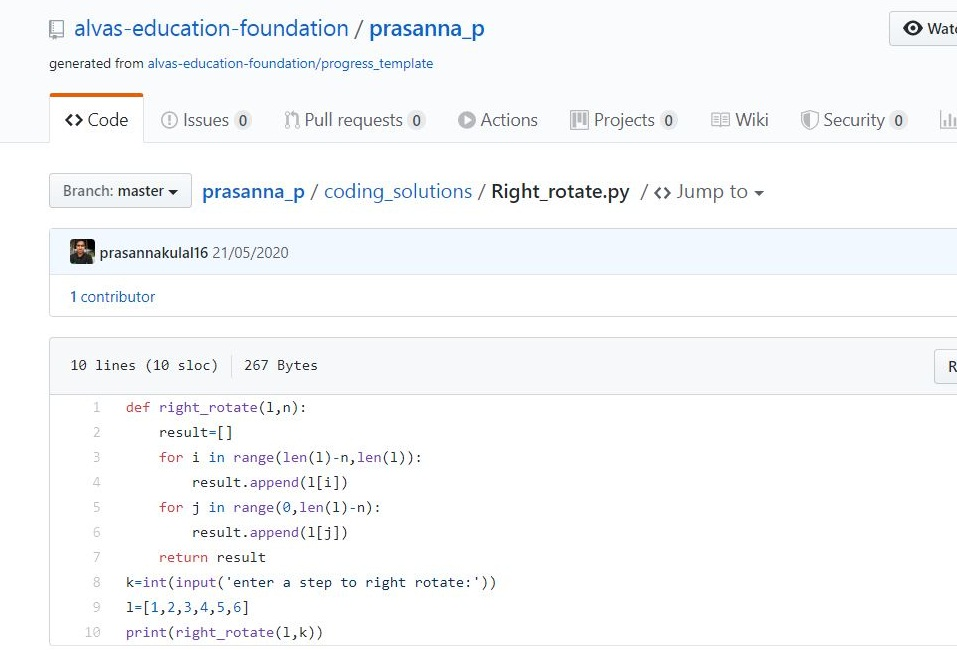 alvas-education-foundation / prasanna_p
generated from alvas-education-foundation/progress_template
Code Issues 0 Pull requests 0 Actions Projects 0 Wiki Security 0
Branch: master prasanna_p / coding_solutions / Right_rotate.py / <> Jump to
prasannakulal16 21/05/2020
1 contributor
10 lines (10 sloc) 267 Bytes
1 def right_rotate(l,n):
2 result=[]
3 for i in range(len(l)-n,len(l)):
4 result.append(l[i])
5 for j in range(0,len(l)-n):
6 result.append(l[j])
7 return result
8 k=int(input('enter a step to right rotate:'))
9 l=[1,2,3,4,5,6]
10 print(right_rotate(l,k))